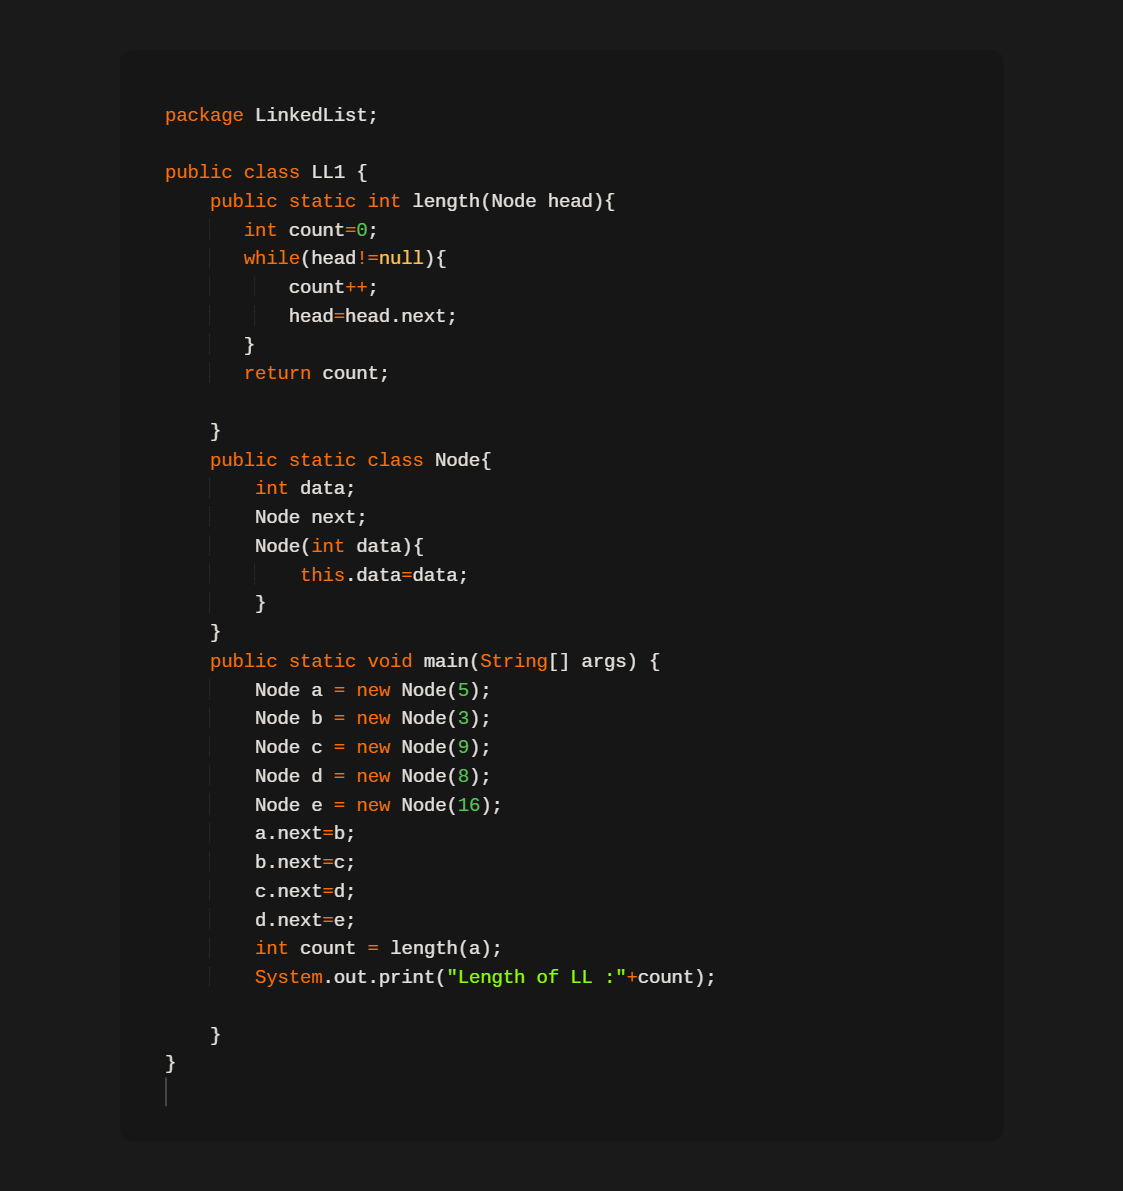 package LinkedList;

public class LL1 {
    public static int length(Node head){
       int count=0;
       while(head!=null){
           count++;
           head=head.next;
       }
       return count;

    }
    public static class Node{
        int data;
        Node next;
        Node(int data){
            this.data=data;
        }
    }
    public static void main(String[] args) {
        Node a = new Node(5);
        Node b = new Node(3);
        Node c = new Node(9);
        Node d = new Node(8);
        Node e = new Node(16);
        a.next=b;
        b.next=c;
        c.next=d;
        d.next=e;
        int count = length(a);
        System.out.print("Length of LL :"+count);

    }
}